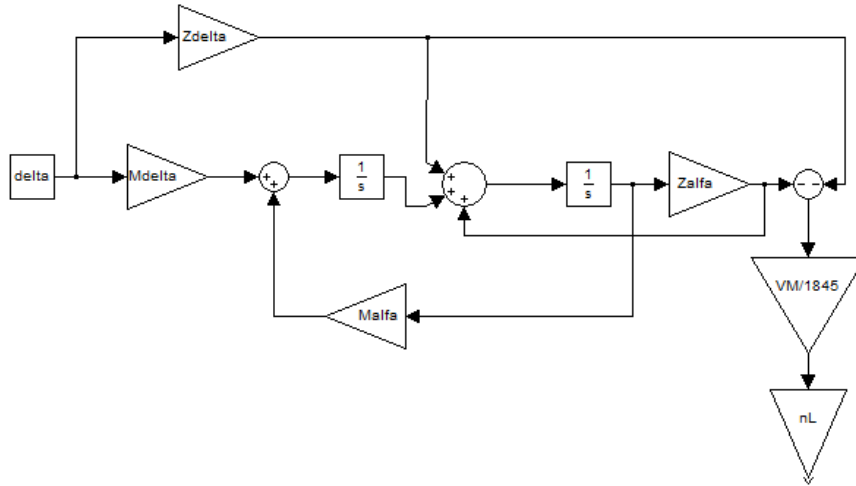 Zdelta
delta
Mdelta
+
+
1
s
+
+
+
1
s
Zalfa
- -
Malfa
VM/1845
nL